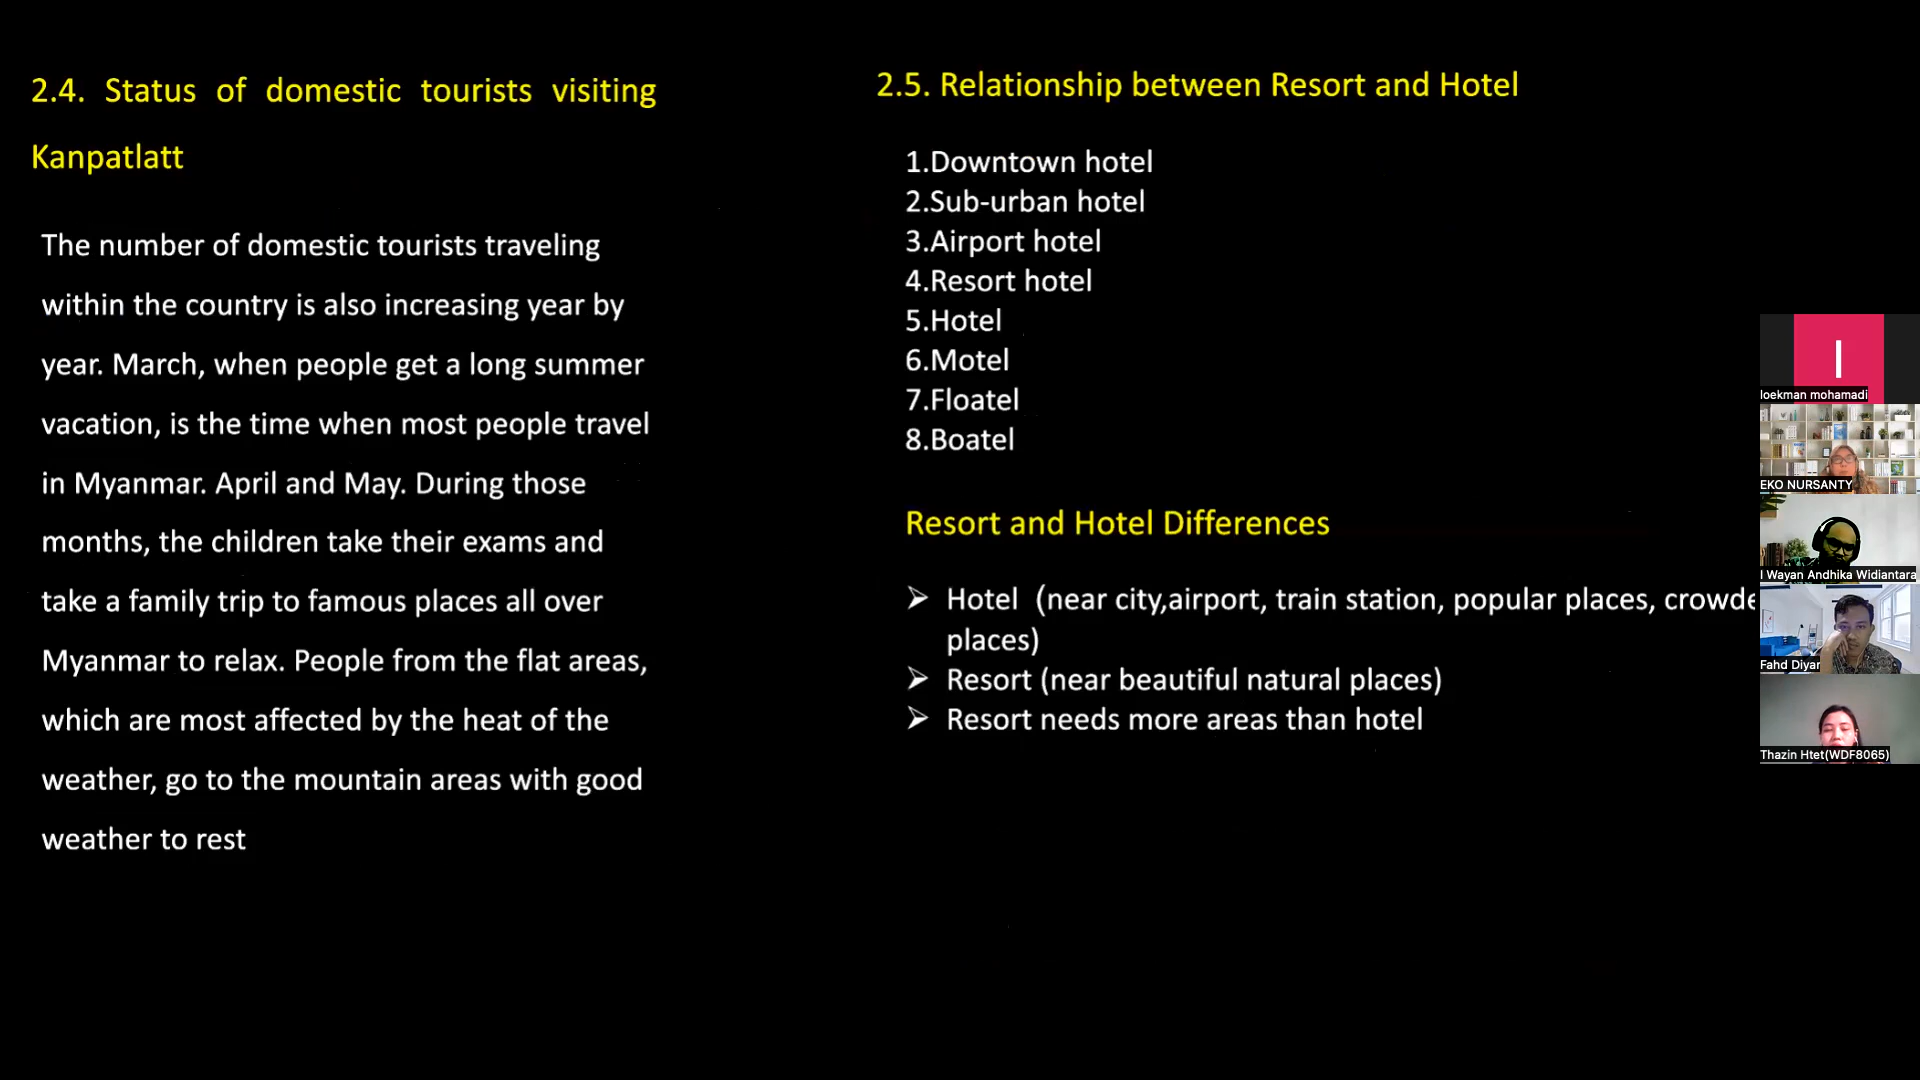 2.4. Status of domestic tourists visiting
Kanpatlatt
The number of domestic tourists traveling
within the country is also increasing year by
year. March, when people get a long summer
vacation, is the time when most people travel
in Myanmar. April and May. During those
months, the children take their exams and
take a family trip to famous places all over
Myanmar to relax. People from the flat areas,
which are most affected by the heat of the
weather, go to the mountain areas with good
weather to rest
2.5. Relationship between Resort and Hotel
1.Downtown hotel
2.Sub-urban hotel
3.Airport hotel
4.Resort hotel
5.Hotel
6.Motel
7.Floatel
8.Boatel
Resort and Hotel Differences
➢ Hotel (near city,airport, train station, popular places, crowde
places)
➢ Resort (near beautiful natural places)
➢ Resort needs more areas than hotel
l
loekman mohamadi
EKO NURSANTY
I Wayan Andhika Widiantara
Fahd Diyar
Thazin Htet(WDF8065)